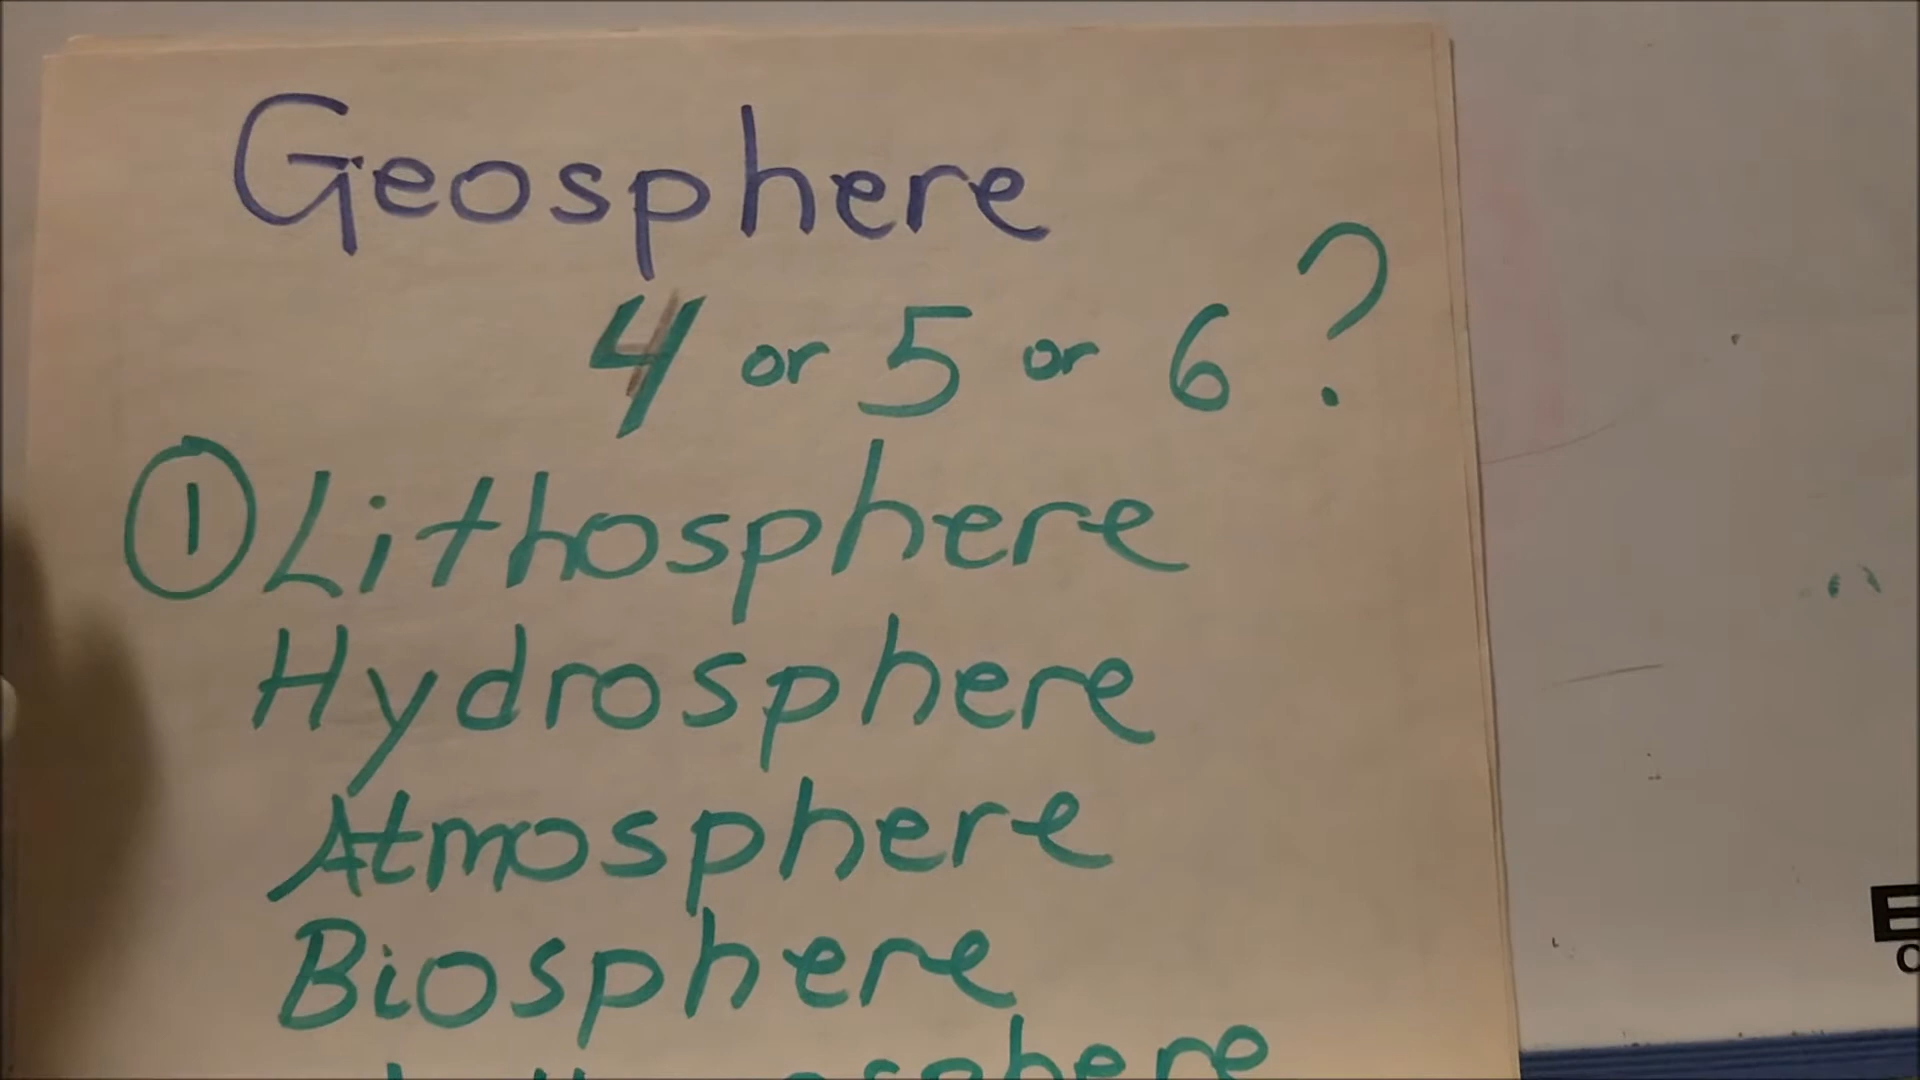 Geosphere
4 or 5 or 6 ?
① Lithosphere
Hydrosphere
Atmosphere
Biosphere